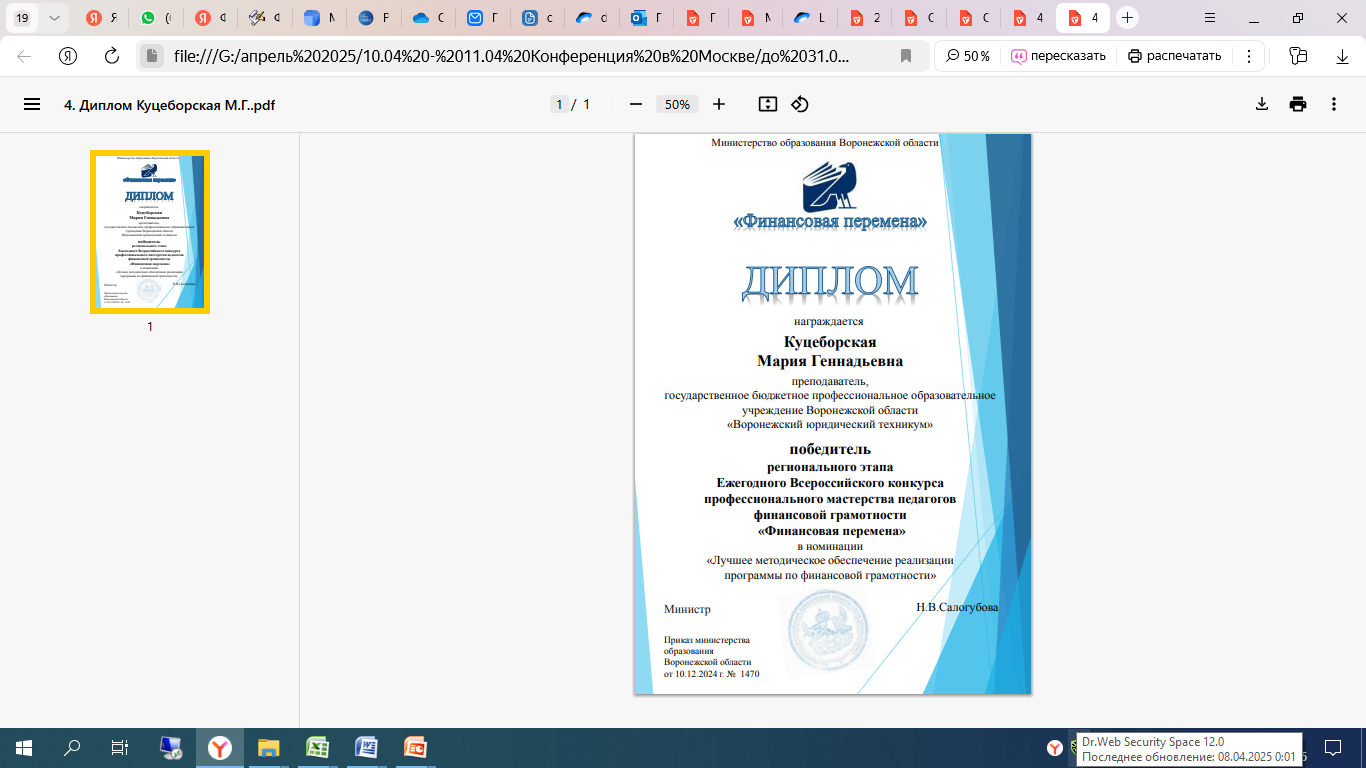 19
file:///G:/апрель%202025/10.04%20-%2011.04%20Конференция%20в%20Москве/до%2031.0...
50%
пересказать
распечатать
4. Диплом Куцеборская М.Г..pdf
1 / 1
50%
1
Министерство образования Воронежской области
«Финансовая перемена»
ДИПЛОМ
награждается
Куцеборская
Мария Геннадьевна
преподаватель,
государственное бюджетное профессиональное образовательное
учреждение Воронежской области
«Воронежский юридический техникум»
победитель
регионального этапа
Ежегодного Всероссийского конкурса
профессионального мастерства педагогов
финансовой грамотности
«Финансовая перемена»
в номинации
«Лучшее методическое обеспечение реализации
программы по финансовой грамотности»
Министр
Н.В.Салогубова
Приказ министерства
образования
Воронежской области
от 10.12.2024 г. № 1470
Dr.Web Security Space 12.0
Последнее обновление: 08.04.2025 0:01